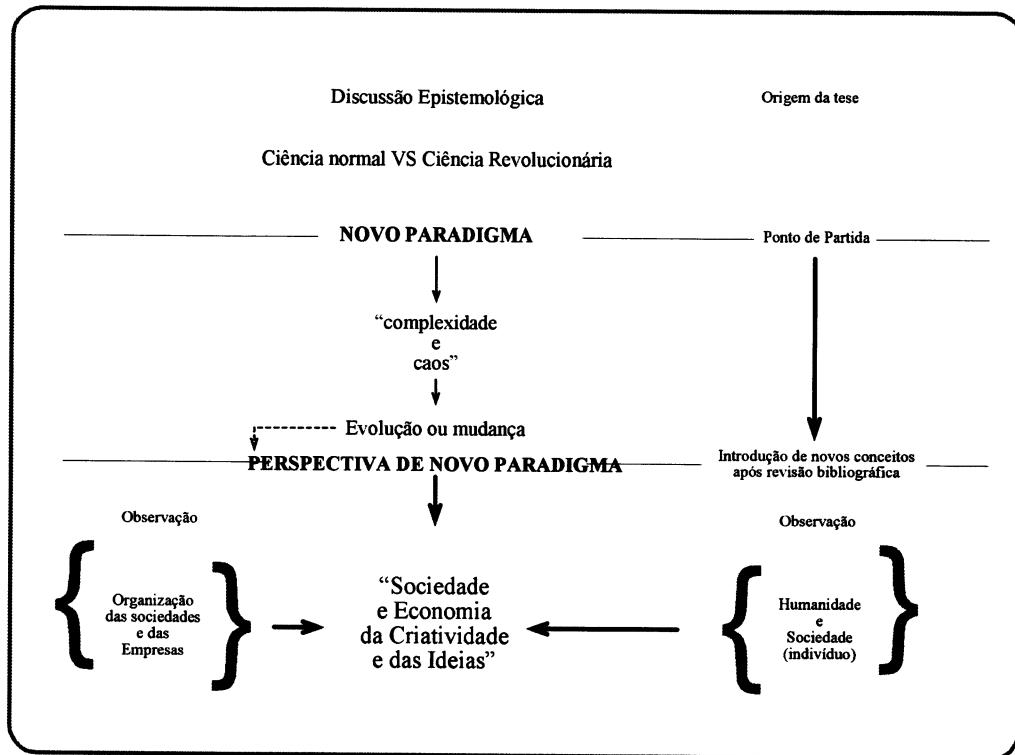 Discussão Epistemológica
Origem da tese
Ciência normal VS Ciência Revolucionária
NOVO PARADIGMA
Ponto de Partida
“complexidade
e
caos”
Evolução ou mudança
PERSPECTIVA DE NOVO PARADIGMA
Introdução de novos conceitos
após revisão bibliográfica
Observação
Organização
das sociedades
e das
Empresas
“Sociedade
e Economia
da Criatividade
e das Ideias”
Observação
Humanidade
e
Sociedade
(indivíduo)